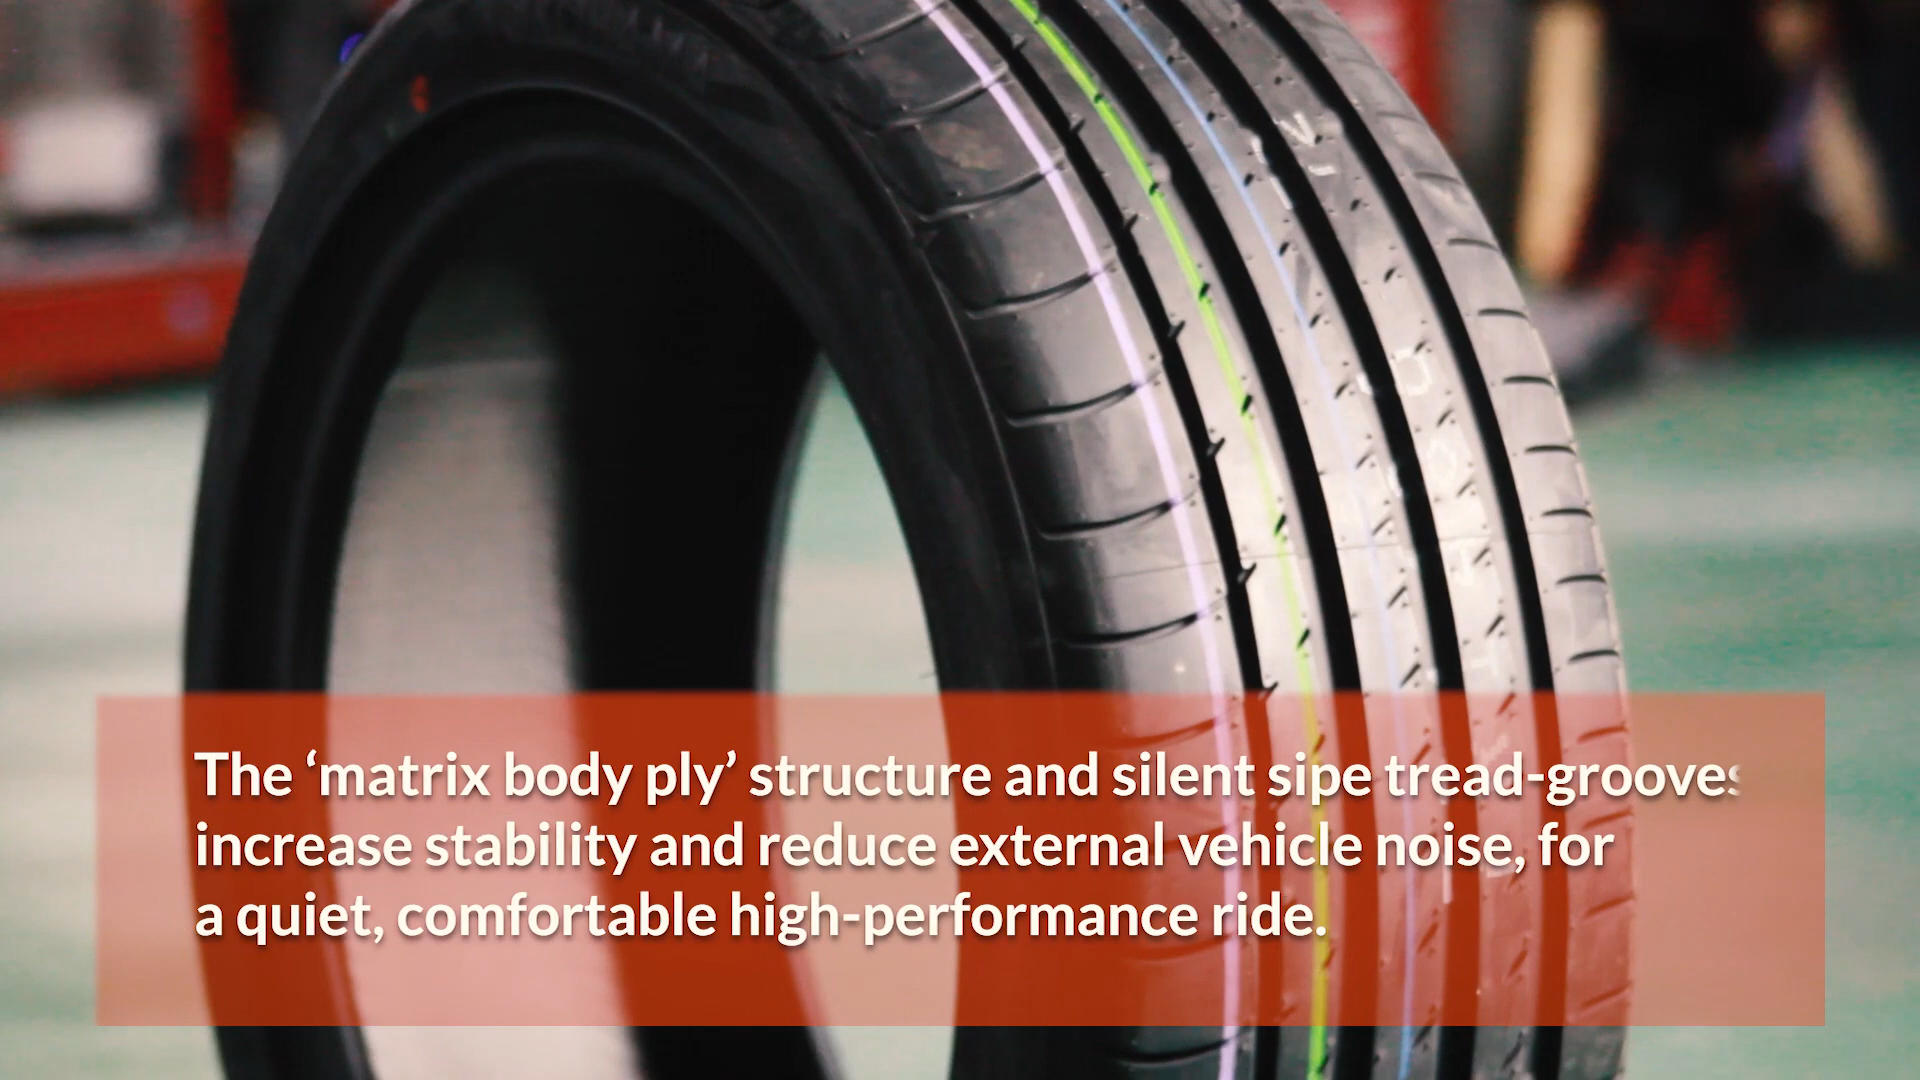 The ‘matrix body ply’ structure and silent sipe tread-grooves
increase stability and reduce external vehicle noise, for
a quiet, comfortable high-performance ride.